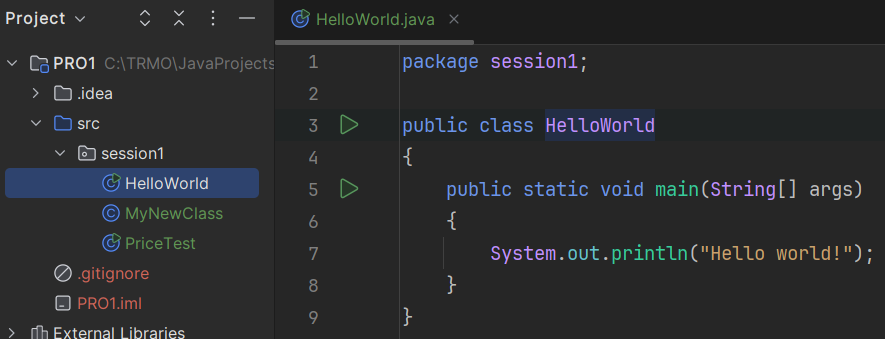 Project
PRO1 C:\TRMO\JavaProjects
.idea
src
session1
HelloWorld
MyNewClass
PriceTest
.gitignore
PRO1.iml
External Libraries
HelloWorld.java
1 package session1;
2
3 public class HelloWorld
4 {
5 public static void main(String[] args)
6 {
7 System.out.println("Hello world!");
8 }
9 }